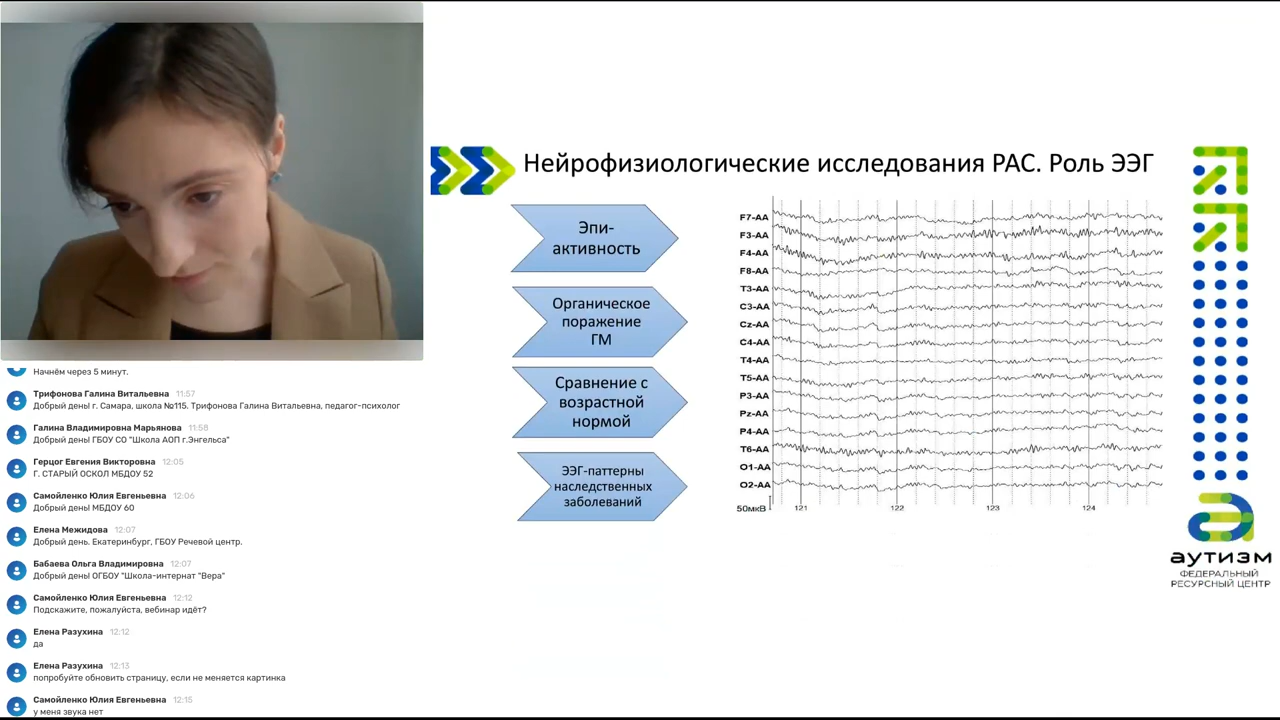 Начнём через 5 минут.
Трифонова Галина Витальевна 11:57
Добрый день! г. Самара, школа №115. Трифонова Галина Витальевна, педагог-психолог
Галина Владимировна Марьянова 11:58
Добрый день! ГБОУ СО "Школа АОП г.Энгельса"
Герцог Евгения Викторовна 12:05
Г. СТАРЫЙ ОСКОЛ МБДОУ 52
Самойленко Юлия Евгеньевна 12:06
Добрый день! МБДОУ 60
Елена Межидова 12:07
Добрый день. Екатеринбург, ГБОУ Речевой центр.
Бабаева Ольга Владимировна 12:07
Добрый день! ОГБОУ "Школа-интернат "Вера"
Самойленко Юлия Евгеньевна 12:12
Подскажите, пожалуйста, вебинар идёт?
Елена Разухина 12:12
да
Елена Разухина 12:13
попробуйте обновить страницу, если не меняется картинка
Самойленко Юлия Евгеньевна 12:15
у меня звука нет
Нейрофизиологические исследования РАС. Роль ЭЭГ
Эпи-
активность
Органическое
поражение
ГМ
Сравнение с
возрастной
нормой
ЭЭГ-паттерны
наследственных
заболеваний
F7-AA
F3-AA
F4-AA
F8-AA
T3-AA
C3-AA
Cz-AA
C4-AA
T4-AA
T5-AA
P3-AA
Pz-AA
P4-AA
T6-AA
O1-AA
O2-AA
50мкВ 121 122 123 124
аутизм
ФЕДЕРАЛЬНЫЙ
РЕСУРСНЫЙ ЦЕНТР